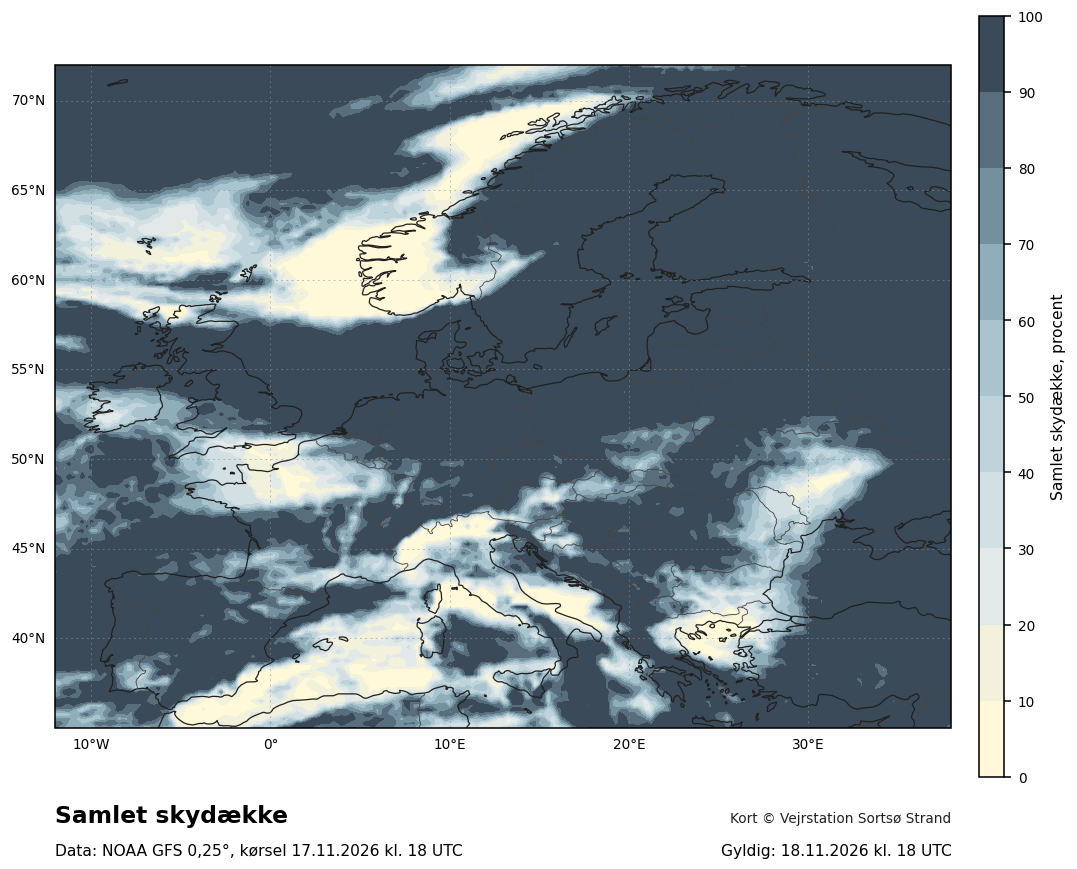 100
90
80
70
60
50
40
30
20
10
0
Samlet skydække, procent
70°N
65°N
60°N
55°N
50°N
45°N
40°N
10°W
0°
10°E
20°E
30°E
Samlet skydække
Kort © Vejrstation Sortsø Strand
Data: NOAA GFS 0,25°, kørsel 17.11.2026 kl. 18 UTC
Gyldig: 18.11.2026 kl. 18 UTC